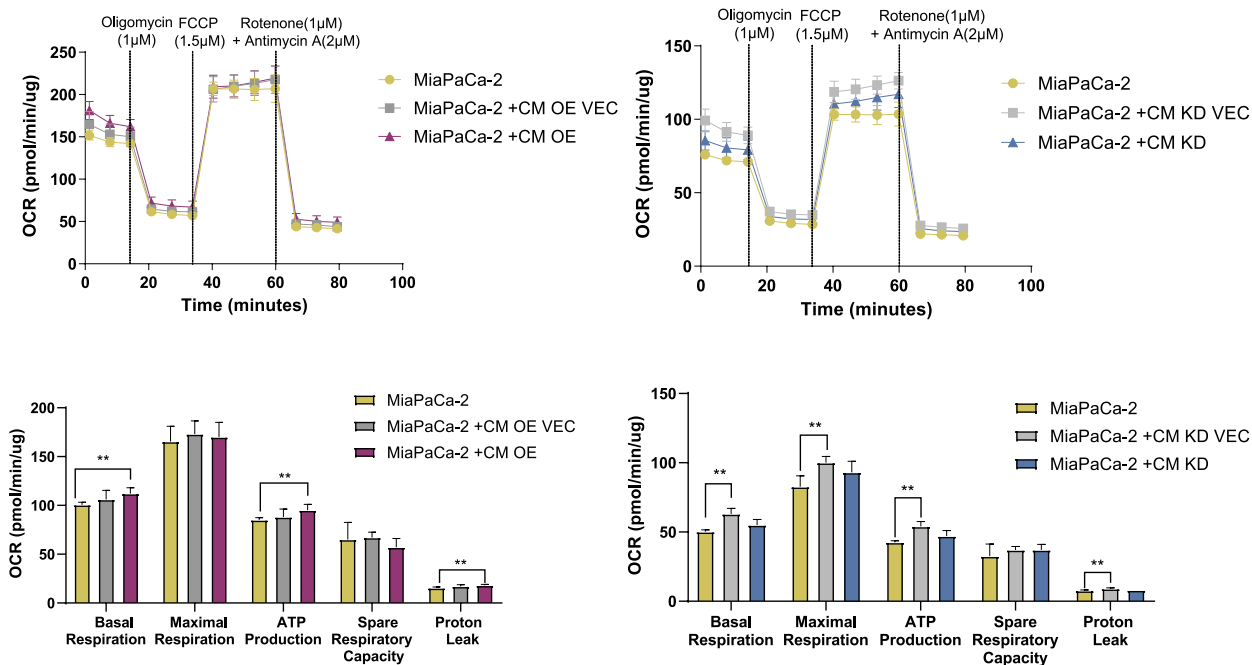 Oligomycin
(1μM)
FCCP
(1.5μM)
Rotenone(1μM)
+ Antimycin A(2μM)
250
200
150
100
50
0
OCR (pmol/min/ug)
0 20 40 60 80 100
Time (minutes)
MiaPaCa-2
MiaPaCa-2 +CM OE VEC
MiaPaCa-2 +CM OE
Oligomycin
(1μM)
FCCP
(1.5μM)
Rotenone(1μM)
+ Antimycin A(2μM)
150
100
50
0
OCR (pmol/min/ug)
0 20 40 60 80 100
Time (minutes)
MiaPaCa-2
MiaPaCa-2 +CM KD VEC
MiaPaCa-2 +CM KD
200
150
100
50
0
OCR (pmol/min/ug)
MiaPaCa-2
MiaPaCa-2 +CM OE VEC
MiaPaCa-2 +CM OE
**
**
**
Basal
Respiration
Maximal
Respiration
ATP
Production
Spare
Respiratory
Capacity
Proton
Leak
150
100
50
0
OCR (pmol/min/ug)
MiaPaCa-2
MiaPaCa-2 +CM KD VEC
MiaPaCa-2 +CM KD
**
**
**
**
Basal
Respiration
Maximal
Respiration
ATP
Production
Spare
Respiratory
Capacity
Proton
Leak